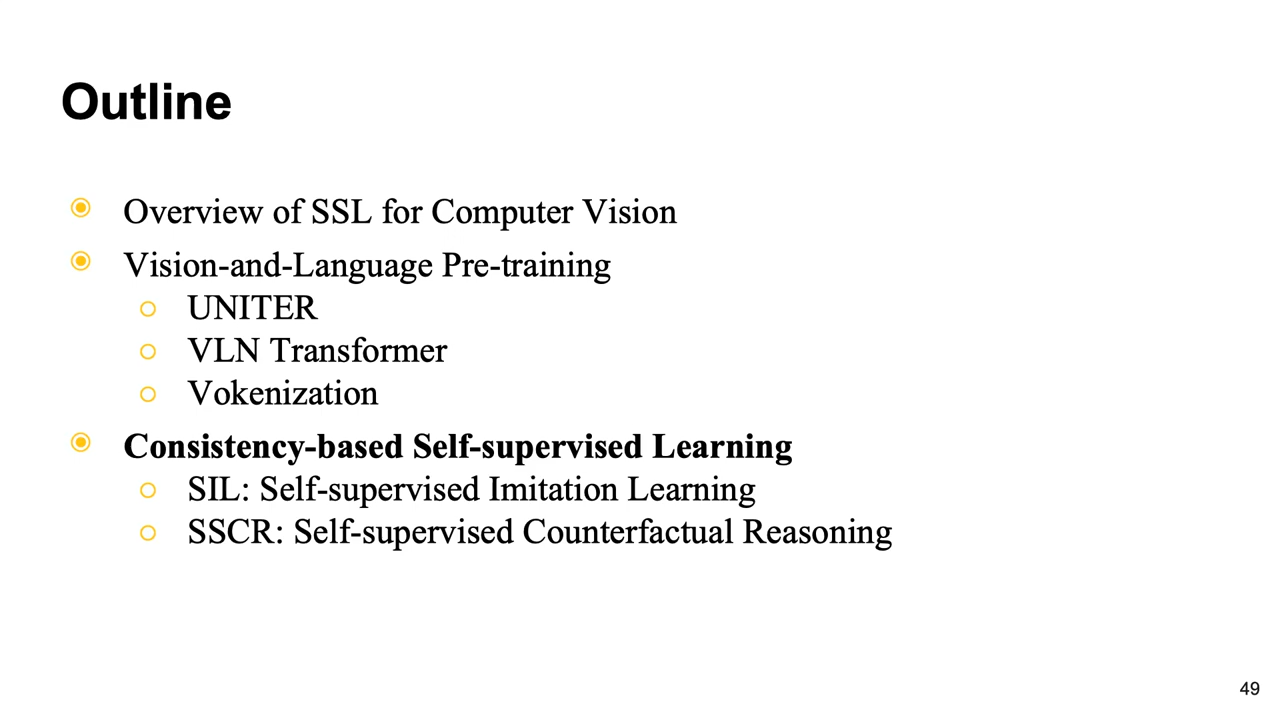 Outline
Overview of SSL for Computer Vision
Vision-and-Language Pre-training
UNITER
VLN Transformer
Vokenization
Consistency-based Self-supervised Learning
SIL: Self-supervised Imitation Learning
SSCR: Self-supervised Counterfactual Reasoning
49